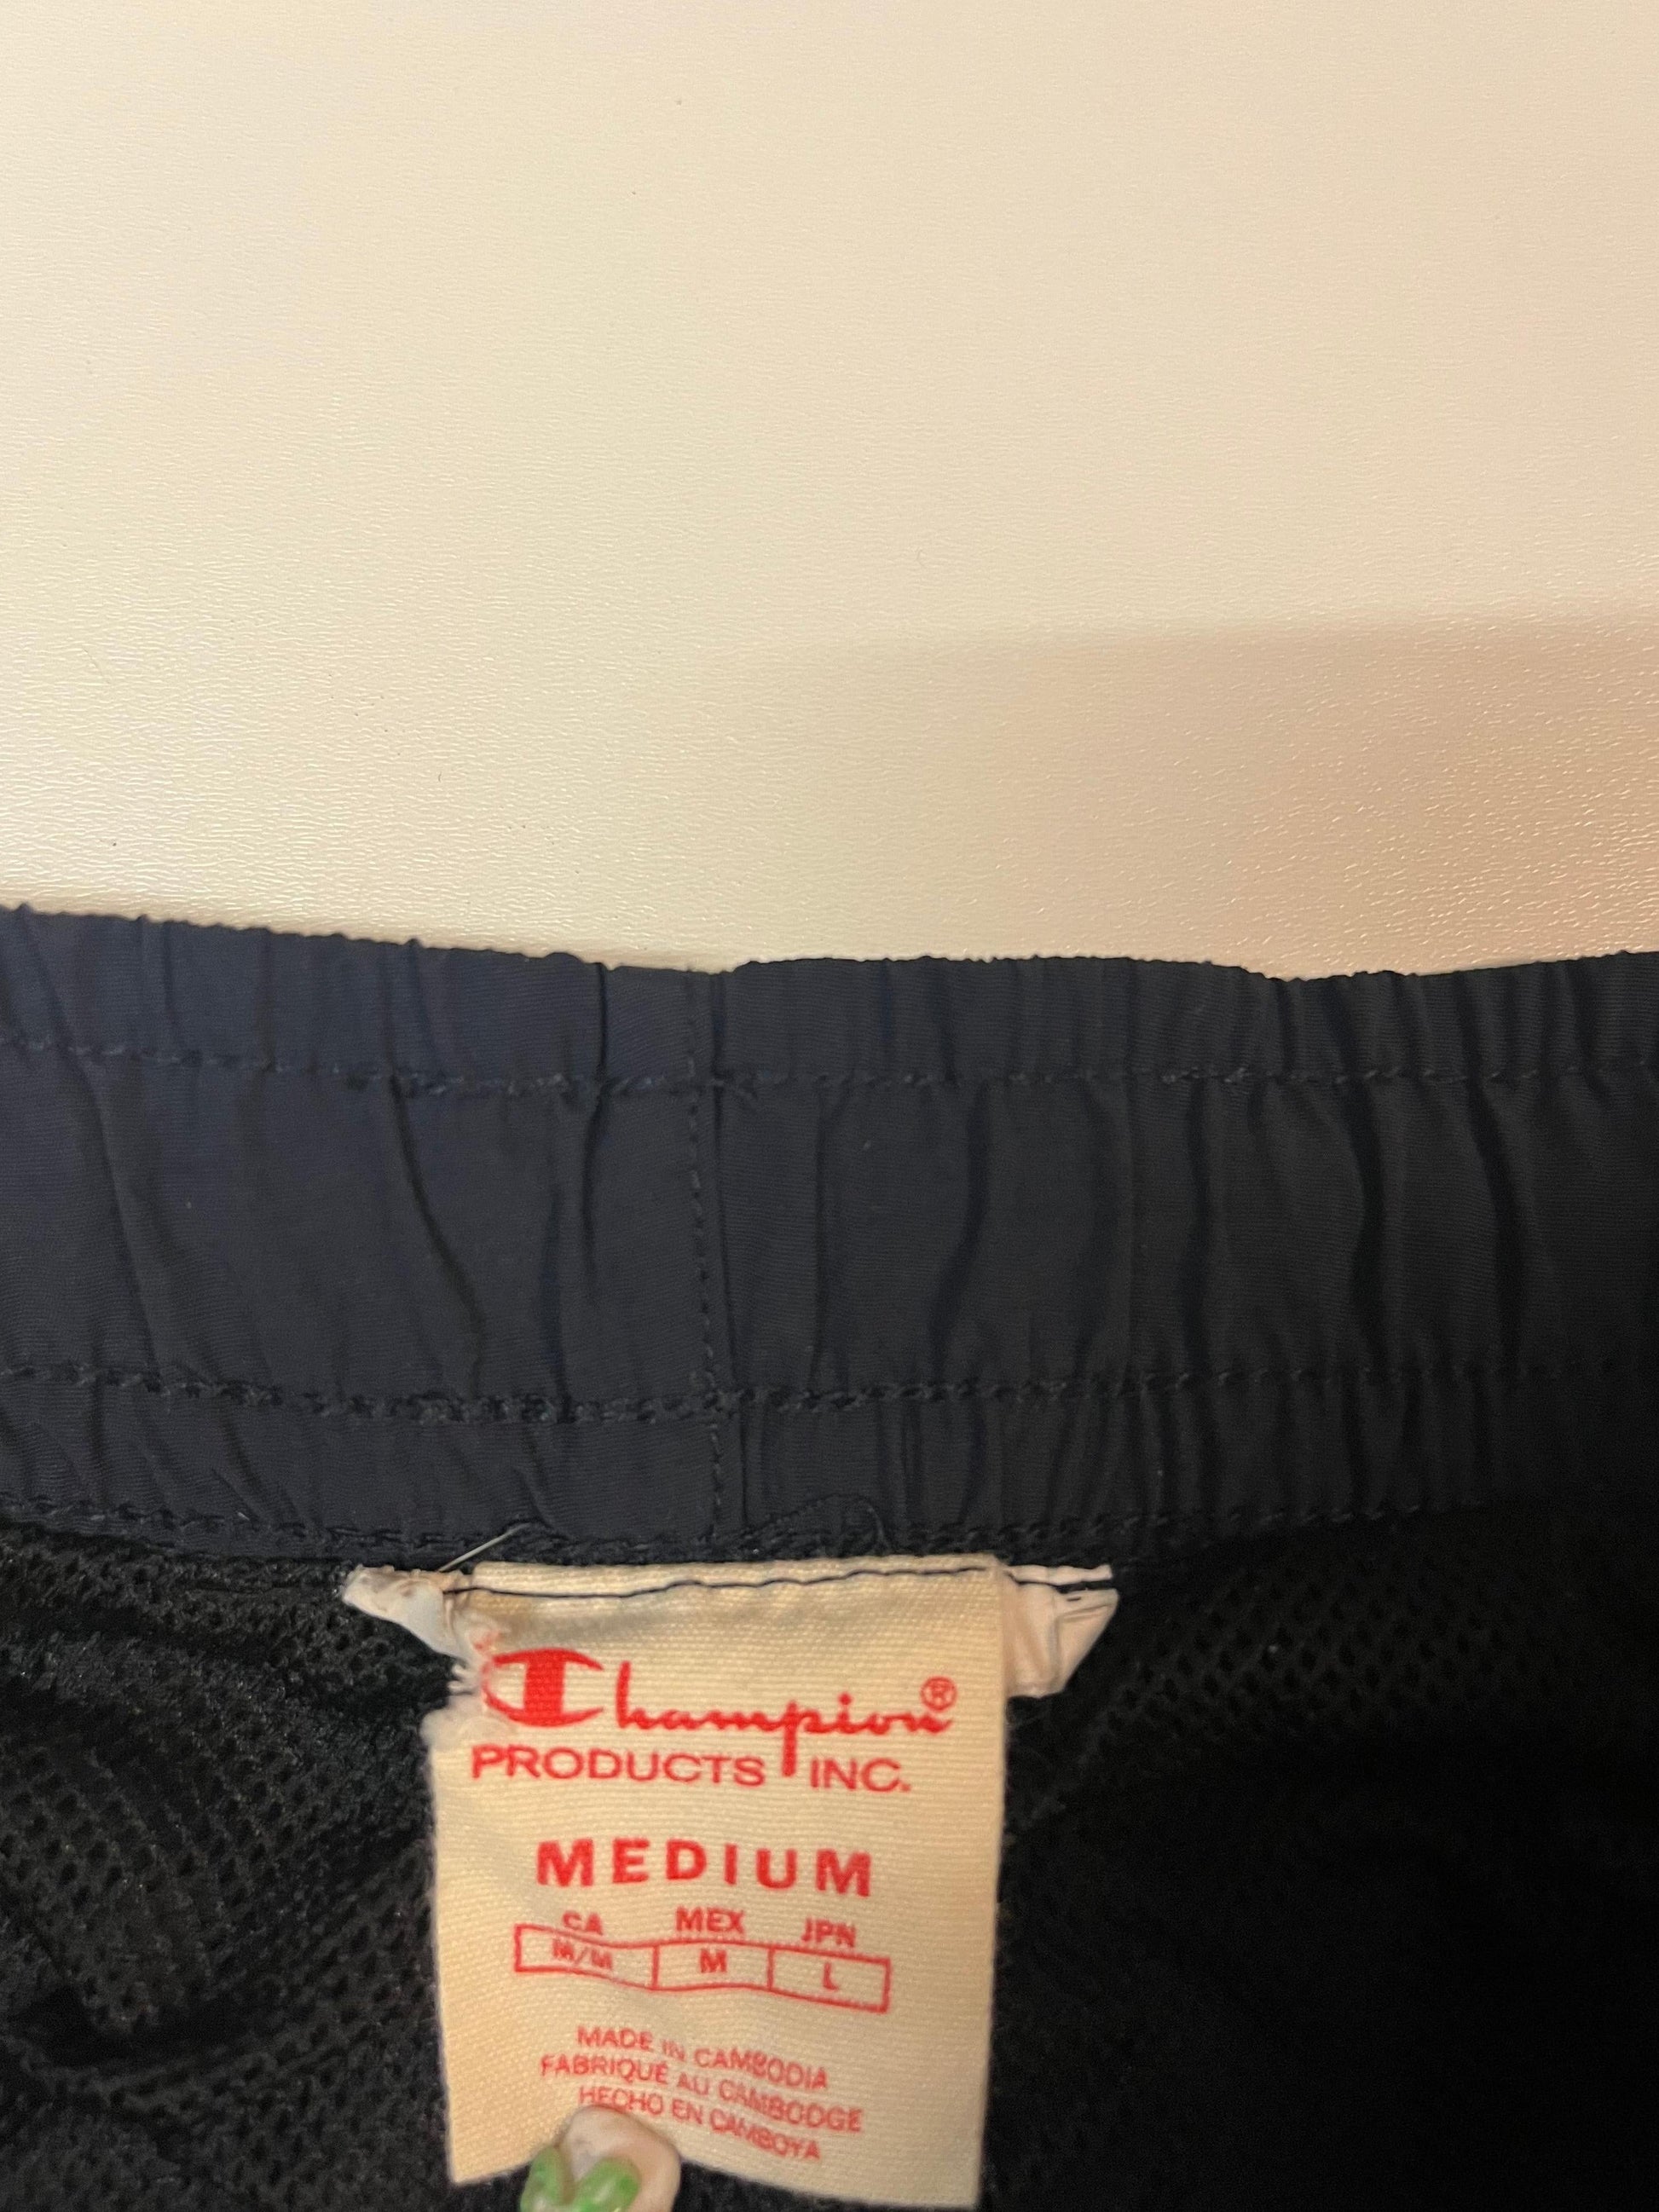 Champion®
PRODUCTS INC.
MEDIUM
CA MEX JPN
M/M M L
MADE IN CAMBODIA
FABRIQUÉ AU CAMBODGE
HECHO EN CAMBOYA